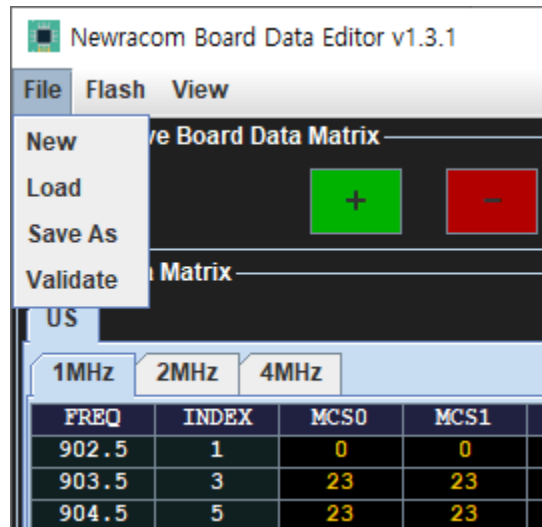 Newracom Board Data Editor v1.3.1
File Flash View
New
Load
Save As
Validate
ve Board Data Matrix
+ -
Matrix
US
1MHz 2MHz 4MHz
FREQ INDEX MCS0 MCS1
902.5 1 0 0
903.5 3 23 23
904.5 5 23 23